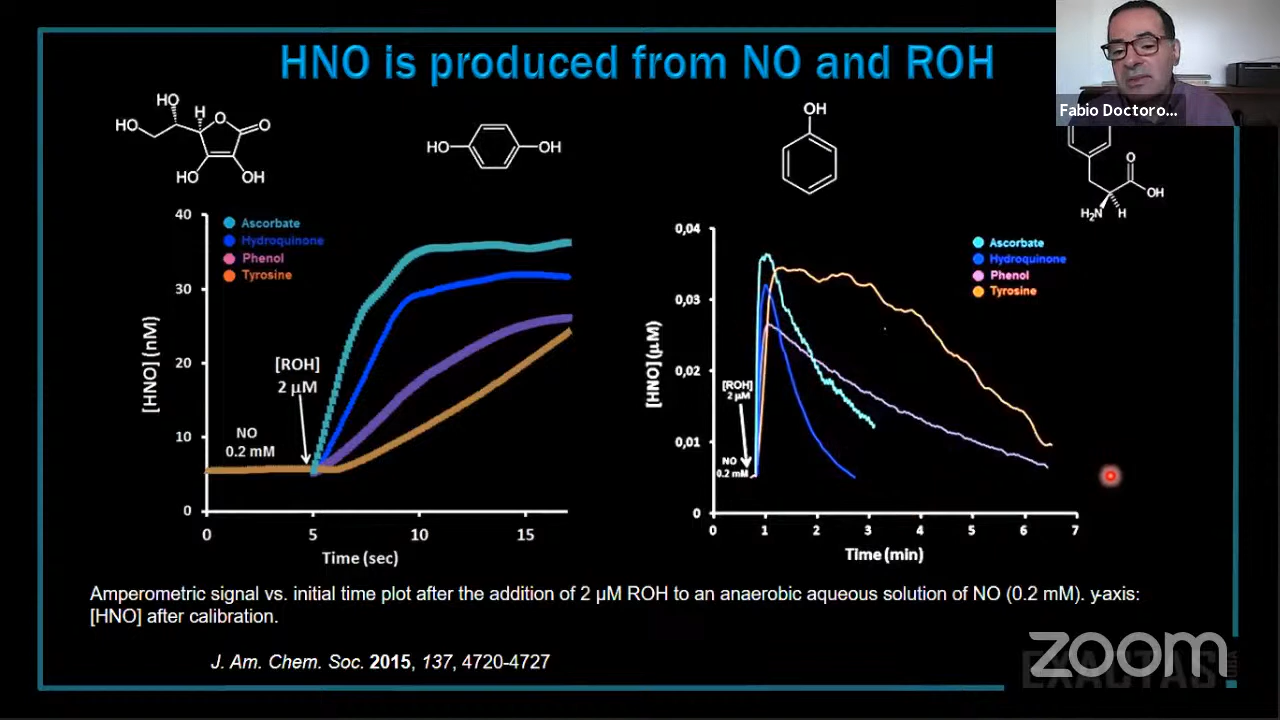 HNO is produced from NO and ROH
Fabio Doctoro...
HO
HO
H
O
O
HO
OH
HO
OH
OH
O
OH
H₂N
H
40
30
20
10
0
[HNO] (nM)
Ascorbate
Hydroquinone
Phenol
Tyrosine
[ROH]
2 µM
NO
0.2 mM
0
5
10
15
Time (sec)
0,04
0,03
0,02
0,01
0
[HNO] (µM)
Ascorbate
Hydroquinone
Phenol
Tyrosine
[ROH]
2 µM
NO
0.2 mM
0
1
2
3
4
5
6
7
Time (min)
Amperometric signal vs. initial time plot after the addition of 2 µM ROH to an anaerobic aqueous solution of NO (0.2 mM). y-axis:
[HNO] after calibration.
J. Am. Chem. Soc. 2015, 137, 4720-4727
zoom
EXACTAS